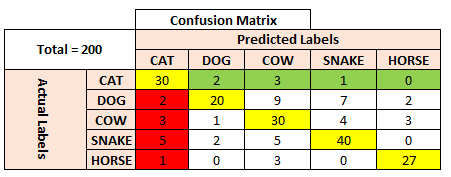 Confusion Matrix
Total = 200
Predicted Labels
CAT DOG COW SNAKE HORSE
Actual Labels
CAT 30 2 3 1 0
DOG 2 20 9 7 2
COW 3 1 30 4 3
SNAKE 5 2 5 40 0
HORSE 1 0 3 0 27